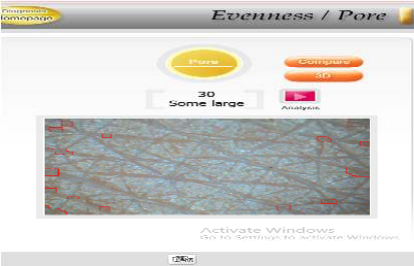 Homepage
Evenness / Pore
Pore
Compare
3D
30
Some large
Analysis
Activate Windows
Go to Settings to activate Windows.